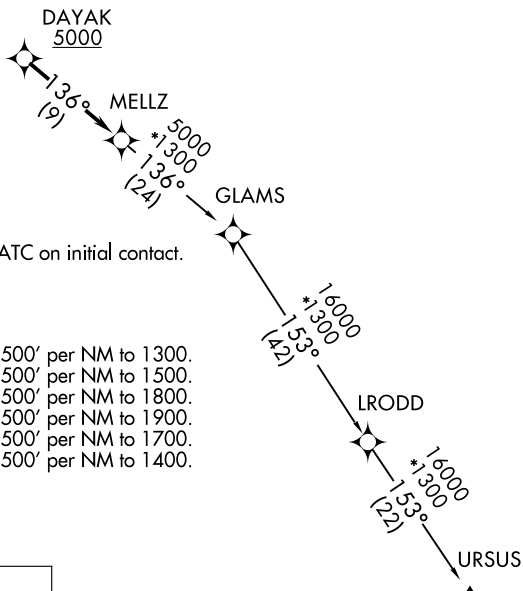 DAYAK
5000
136°
(9)
MELLZ
5000
*1300
136°
(24)
GLAMS
ATC on initial contact.
16000
*1300
153°
(42)
500' per NM to 1300.
500' per NM to 1500.
500' per NM to 1800.
500' per NM to 1900.
500' per NM to 1700.
500' per NM to 1400.
LRODD
16000
*1300
153°
(22)
URSUS